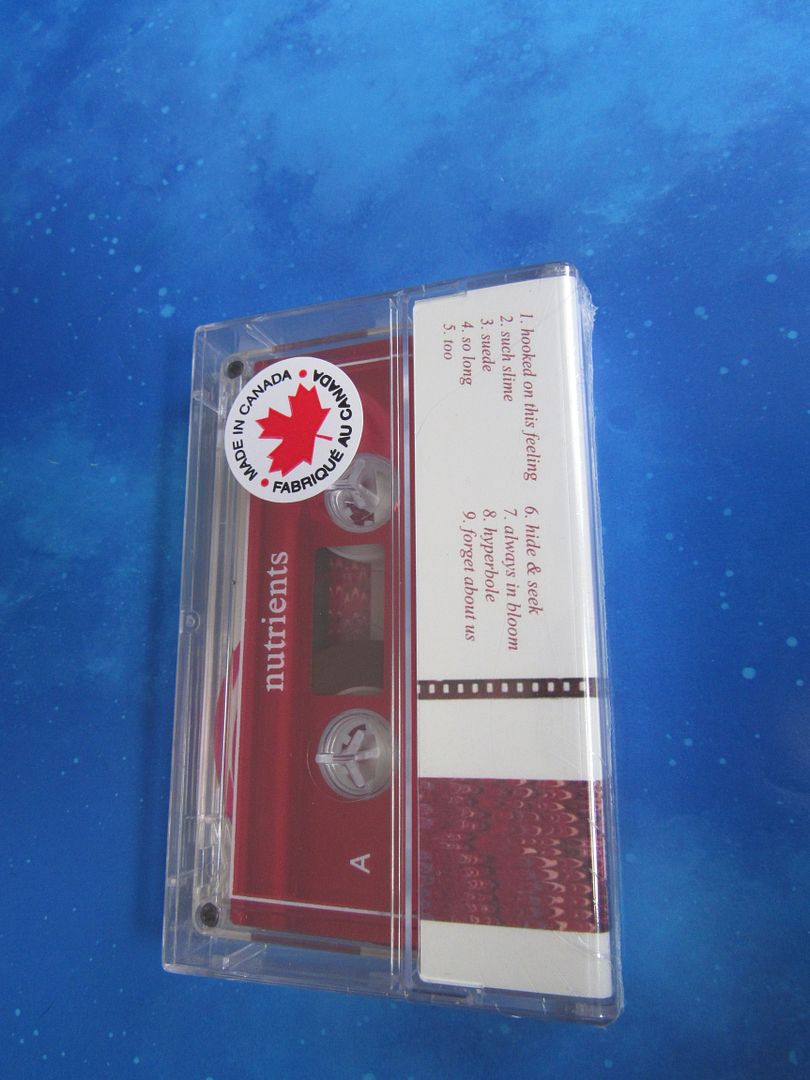 MADE IN CANADA • FABRIQUÉ AU CANADA •
nutrients
A
1. hooked on this feeling
2. such slime
3. suede
4. so long
5. too
6. hide & seek
7. always in bloom
8. hyperbole
9. forget about us